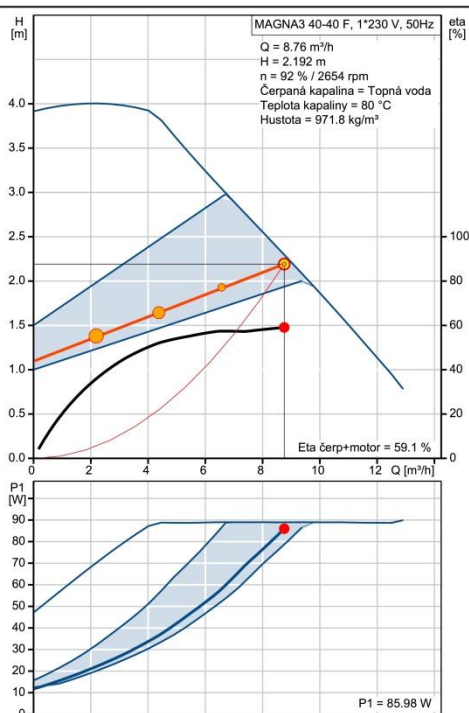 H
[m]
MAGNA3 40-40 F, 1*230 V, 50Hz
eta
[%]
Q = 8.76 m³/h
H = 2.192 m
n = 92 % / 2654 rpm
Čerpaná kapalina = Topná voda
Teplota kapaliny = 80 °C
Hustota = 971.8 kg/m³
4.0
3.5
3.0
2.5
2.0
1.5
1.0
0.5
0.0
100
80
60
40
20
0
Eta čerp+motor = 59.1 %
0
2
4
6
8
10
12
Q [m³/h]
P1
[W]
90
80
70
60
50
40
30
20
10
0
P1 = 85.98 W